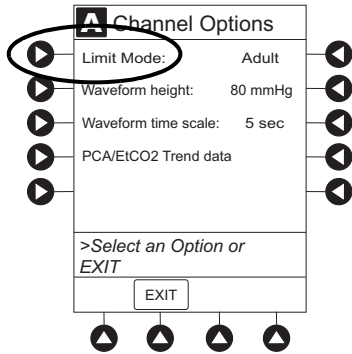 A Channel Options
Limit Mode: Adult
Waveform height: 80 mmHg
Waveform time scale: 5 sec
PCA/EtCO2 Trend data
>Select an Option or
EXIT
EXIT